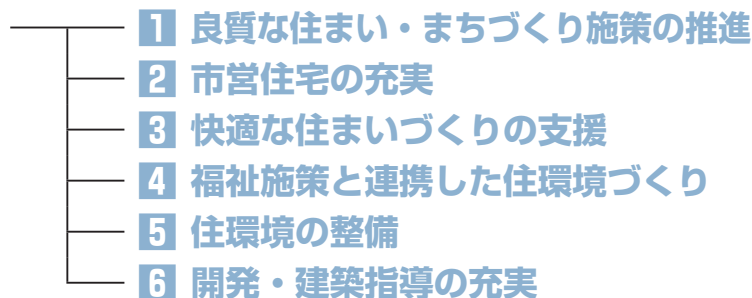 1 良質な住まい・まちづくり施策の推進
2 市営住宅の充実
3 快適な住まいづくりの支援
4 福祉施策と連携した住環境づくり
5 住環境の整備
6 開発・建築指導の充実